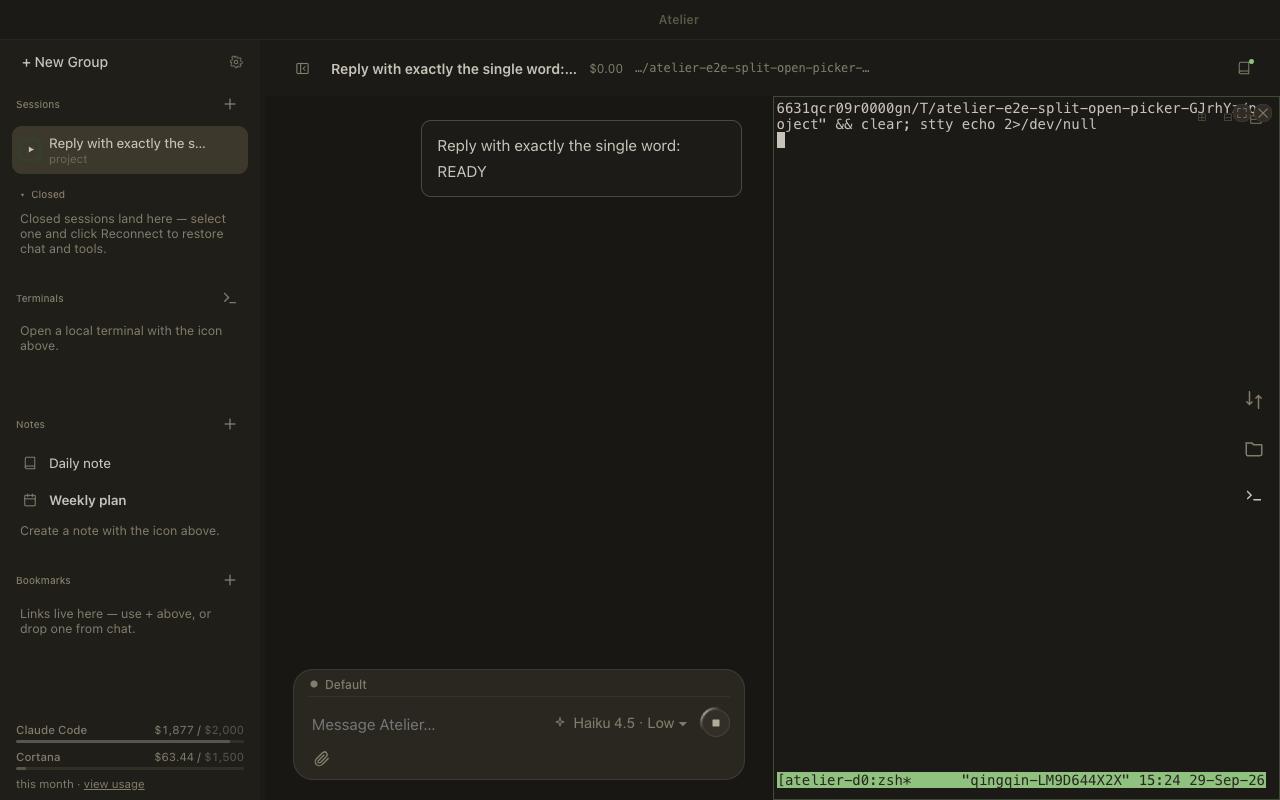 Atelier
+ New Group
Sessions
Reply with exactly the s...
project
Closed
Closed sessions land here — select
one and click Reconnect to restore
chat and tools.
Terminals
Open a local terminal with the icon
above.
Notes
Daily note
Weekly plan
Create a note with the icon above.
Bookmarks
Links live here — use + above, or
drop one from chat.
Claude Code $1,877 / $2,000
Cortana $63.44 / $1,500
this month · view usage
Reply with exactly the single word:... $0.00 …/atelier-e2e-split-open-picker-…
Reply with exactly the single word:
READY
Default
Message Atelier...
Haiku 4.5 · Low
6631qcr09r0000gn/T/atelier-e2e-split-open-picker-GJrhY
oject" && clear; stty echo 2>/dev/null
[atelier-d0:zsh* "qingqin-LM9D644X2X" 15:24 29-Sep-26